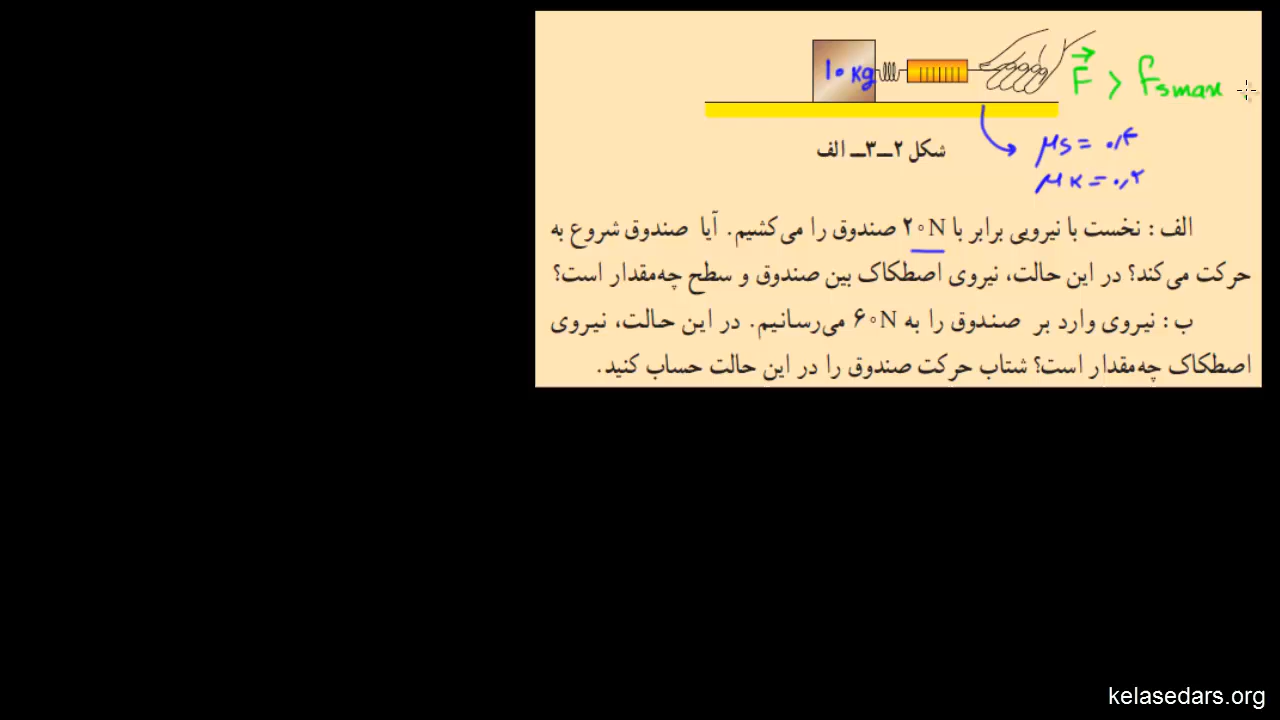 ۱۰ kg
F > fsmax
شکل ۲ــ۳ــ الف
μs = ۰٫۴
μk = ۰٫۲
الف : نخست با نیرویی برابر با ۲۰N صندوق را می‌کشیم. آیا صندوق شروع به
حرکت می‌کند؟ در این حالت، نیروی اصطکاک بین صندوق و سطح چه‌مقدار است؟
ب : نیروی وارد بر صندوق را به ۶۰N می‌رسانیم. در این حالت، نیروی
اصطکاک چه‌مقدار است؟ شتاب حرکت صندوق را در این حالت حساب کنید.
kelasedars.org